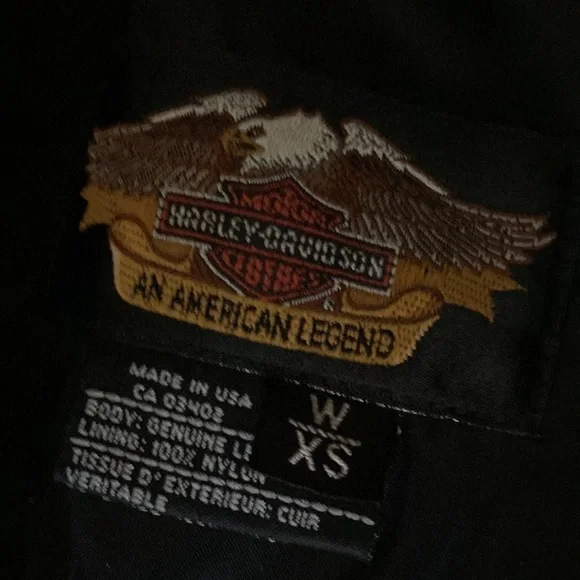 MOTOR
HARLEY-DAVIDSON
AN AMERICAN LEGEND
MADE IN USA
CA 03402
BODY: GENUINE
LINING: 100% NYLON
TISSUE D'EXTERIEUR: CUIR
VERITABLE
W
XS